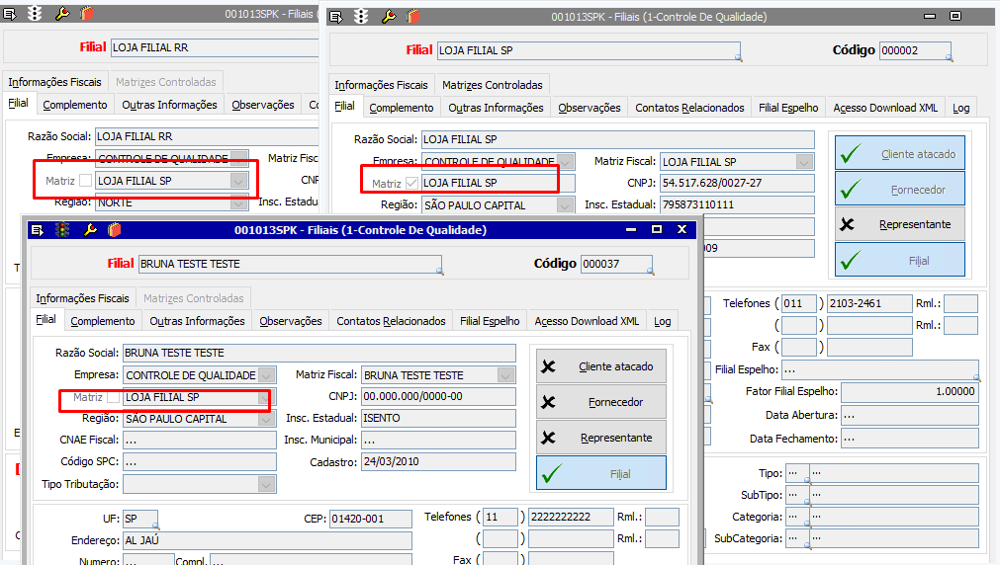 001013SPK - Filiais (1
Filial LOJA FILIAL RR
Informações Fiscais Matrizes Controladas
Filial Complemento Outras Informações Observações
Razão Social: LOJA FILIAL RR
Empresa: CONTROLE DE QUALIDADE Matriz Fisc
Matriz LOJA FILIAL SP CNP
Região: NORTE Insc. Estadual
001013SPK - Filiais (1-Controle De Qualidade)
Filial LOJA FILIAL SP Código 000002
Informações Fiscais Matrizes Controladas
Filial Complemento Outras Informações Observações Contatos Relacionados Filial Espelho Acesso Download XML Log
Razão Social: LOJA FILIAL SP
Empresa: CONTROLE DE QUALIDADE Matriz Fiscal: LOJA FILIAL SP
Matriz LOJA FILIAL SP CNPJ: 54.517.628/0027-27
Região: SÃO PAULO CAPITAL Insc. Estadual: 795873110111
009
Cliente atacado
Fornecedor
Representante
Filial
Telefones ( 011 ) 2103-2461 Rml.:
( ) Rml.:
Fax ( )
Filial Espelho: ...
Fator Filial Espelho: 1.00000
Data Abertura: ...
Data Fechamento: ...
Tipo: ... ...
SubTipo: ... ...
Categoria: ... ...
SubCategoria: ... ...
001013SPK - Filiais (1-Controle De Qualidade)
Filial BRUNA TESTE TESTE Código 000037
Informações Fiscais Matrizes Controladas
Filial Complemento Outras Informações Observações Contatos Relacionados Filial Espelho Acesso Download XML Log
Razão Social: BRUNA TESTE TESTE
Empresa: CONTROLE DE QUALIDADE Matriz Fiscal: BRUNA TESTE TESTE
Matriz LOJA FILIAL SP CNPJ: 00.000.000/0000-00
Região: SÃO PAULO CAPITAL Insc. Estadual: ISENTO
CNAE Fiscal: ... Insc. Municipal: ...
Código SPC: ... Cadastro: 24/03/2010
Tipo Tributação:
Cliente atacado
Fornecedor
Representante
Filial
UF: SP CEP: 01420-001 Telefones ( 11 ) 2222222222 Rml.:
Endereço: AL JAÚ ( ) Rml.:
Numero: ... Compl. ... Fax ( )